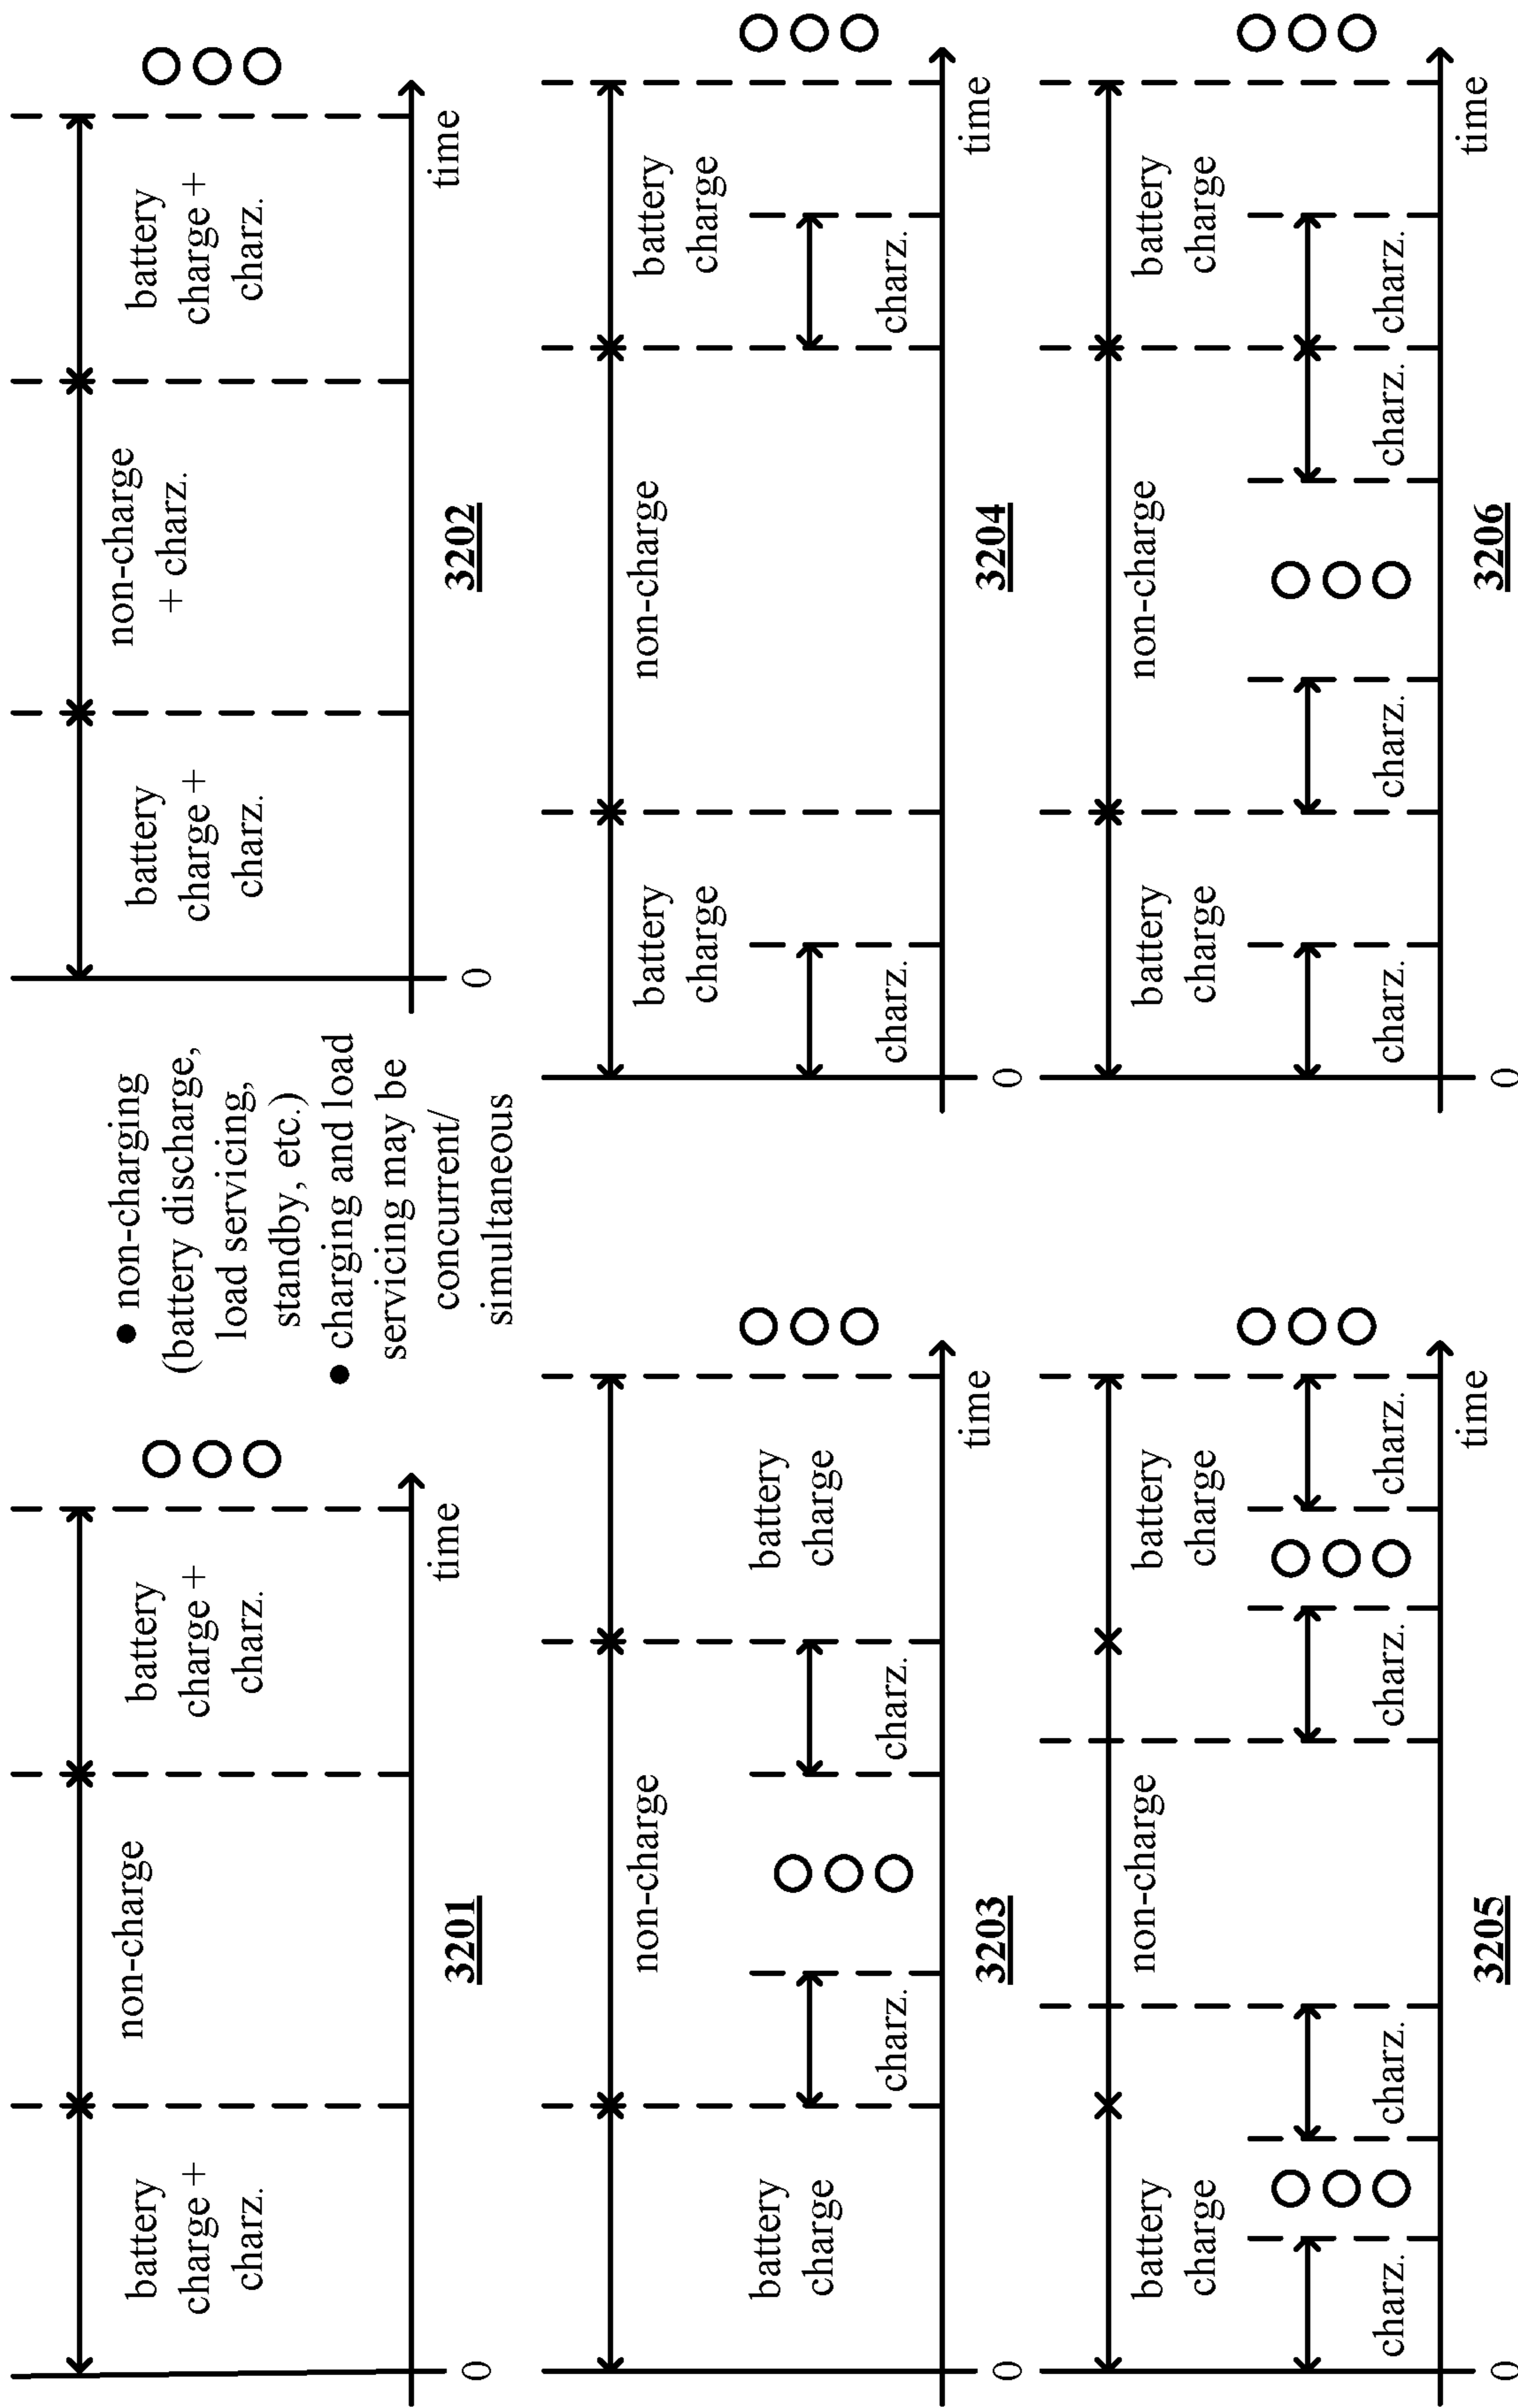 battery
charge +
charz.
non-charge
battery
charge +
charz.
0
time
3201
● non-charging
(battery discharge,
load servicing,
standby, etc.)
● charging and load
servicing may be
concurrent/
simultaneous
battery
charge +
charz.
non-charge
+ charz.
battery
charge +
charz.
0
time
3202
battery
charge
non-charge
charz.
charz.
battery
charge
0
time
3203
battery
charge
charz.
non-charge
battery
charge
charz.
0
time
3204
battery
charge
charz.
charz.
non-charge
battery
charge
charz.
charz.
0
time
3205
battery
charge
charz.
non-charge
charz.
charz.
battery
charge
charz.
0
time
3206